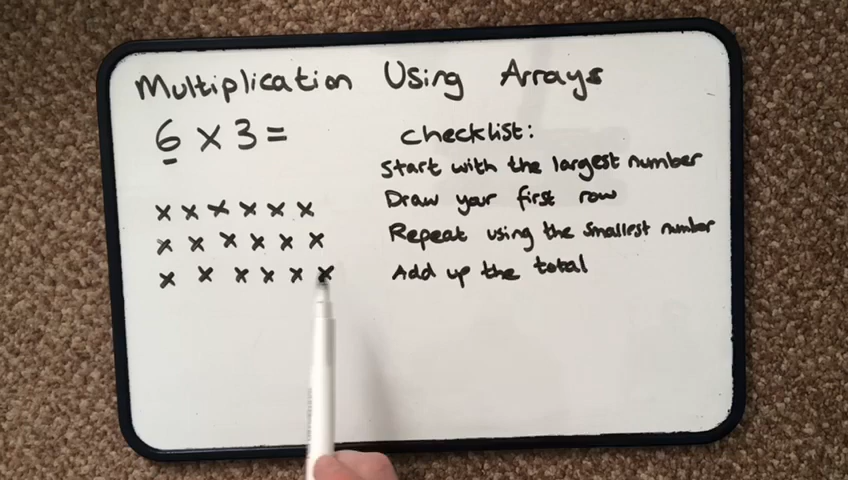 Multiplication Using Arrays
6 x 3 =
x x x x x x
x x x x x x
x x x x x x
checklist:
Start with the largest number
Draw your first row
Repeat using the smallest number
Add up the total